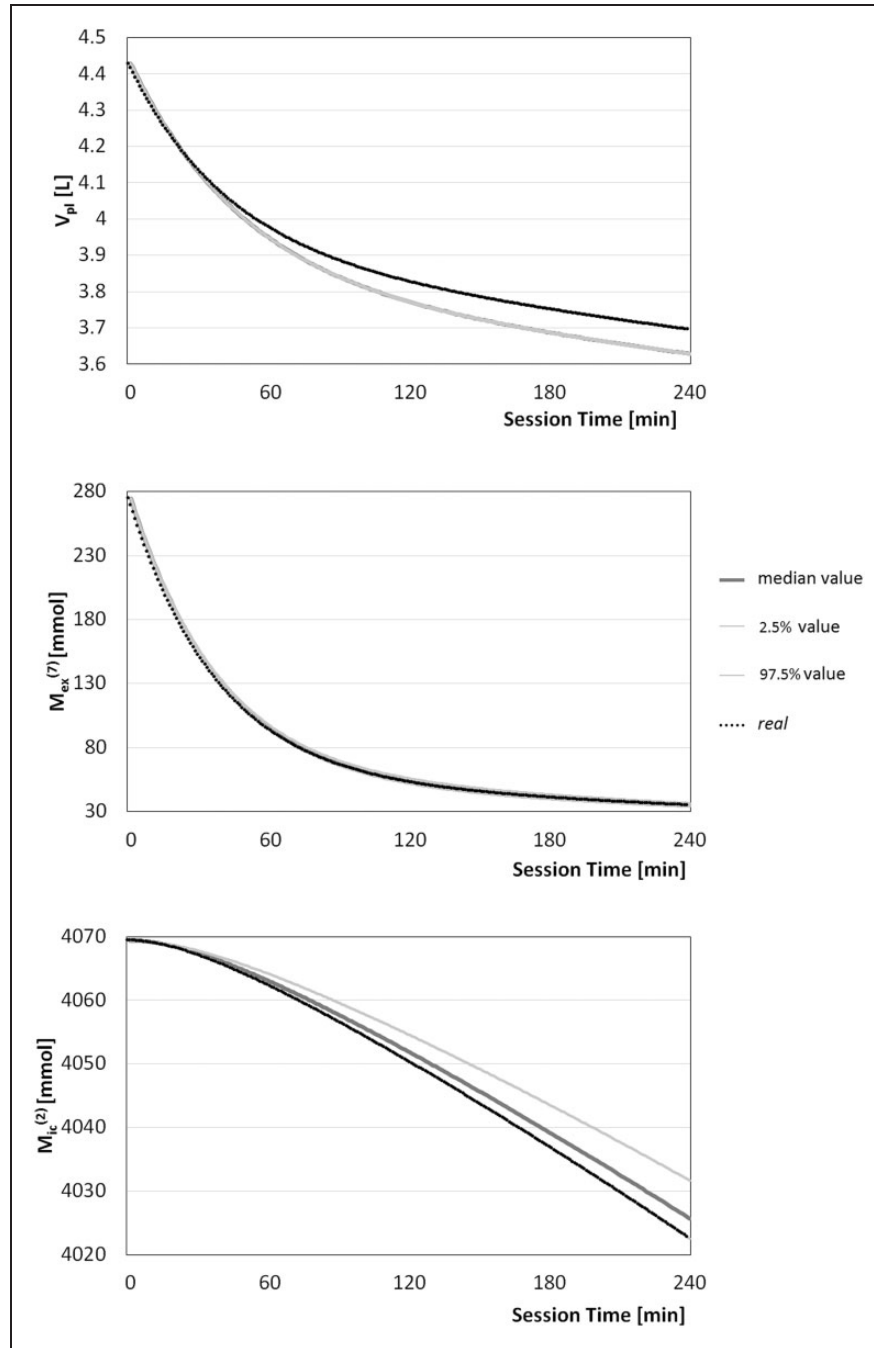 4.5
4.4
4.3
4.2
4.1
4
3.9
3.8
3.7
3.6
V_pl [L]
0 60 120 180 240
Session Time [min]
280
230
180
130
80
30
M_ex^(7) [mmol]
0 60 120 180 240
Session Time [min]
median value
2.5% value
97.5% value
real
4070
4060
4050
4040
4030
4020
M_ic^(2) [mmol]
0 60 120 180 240
Session Time [min]